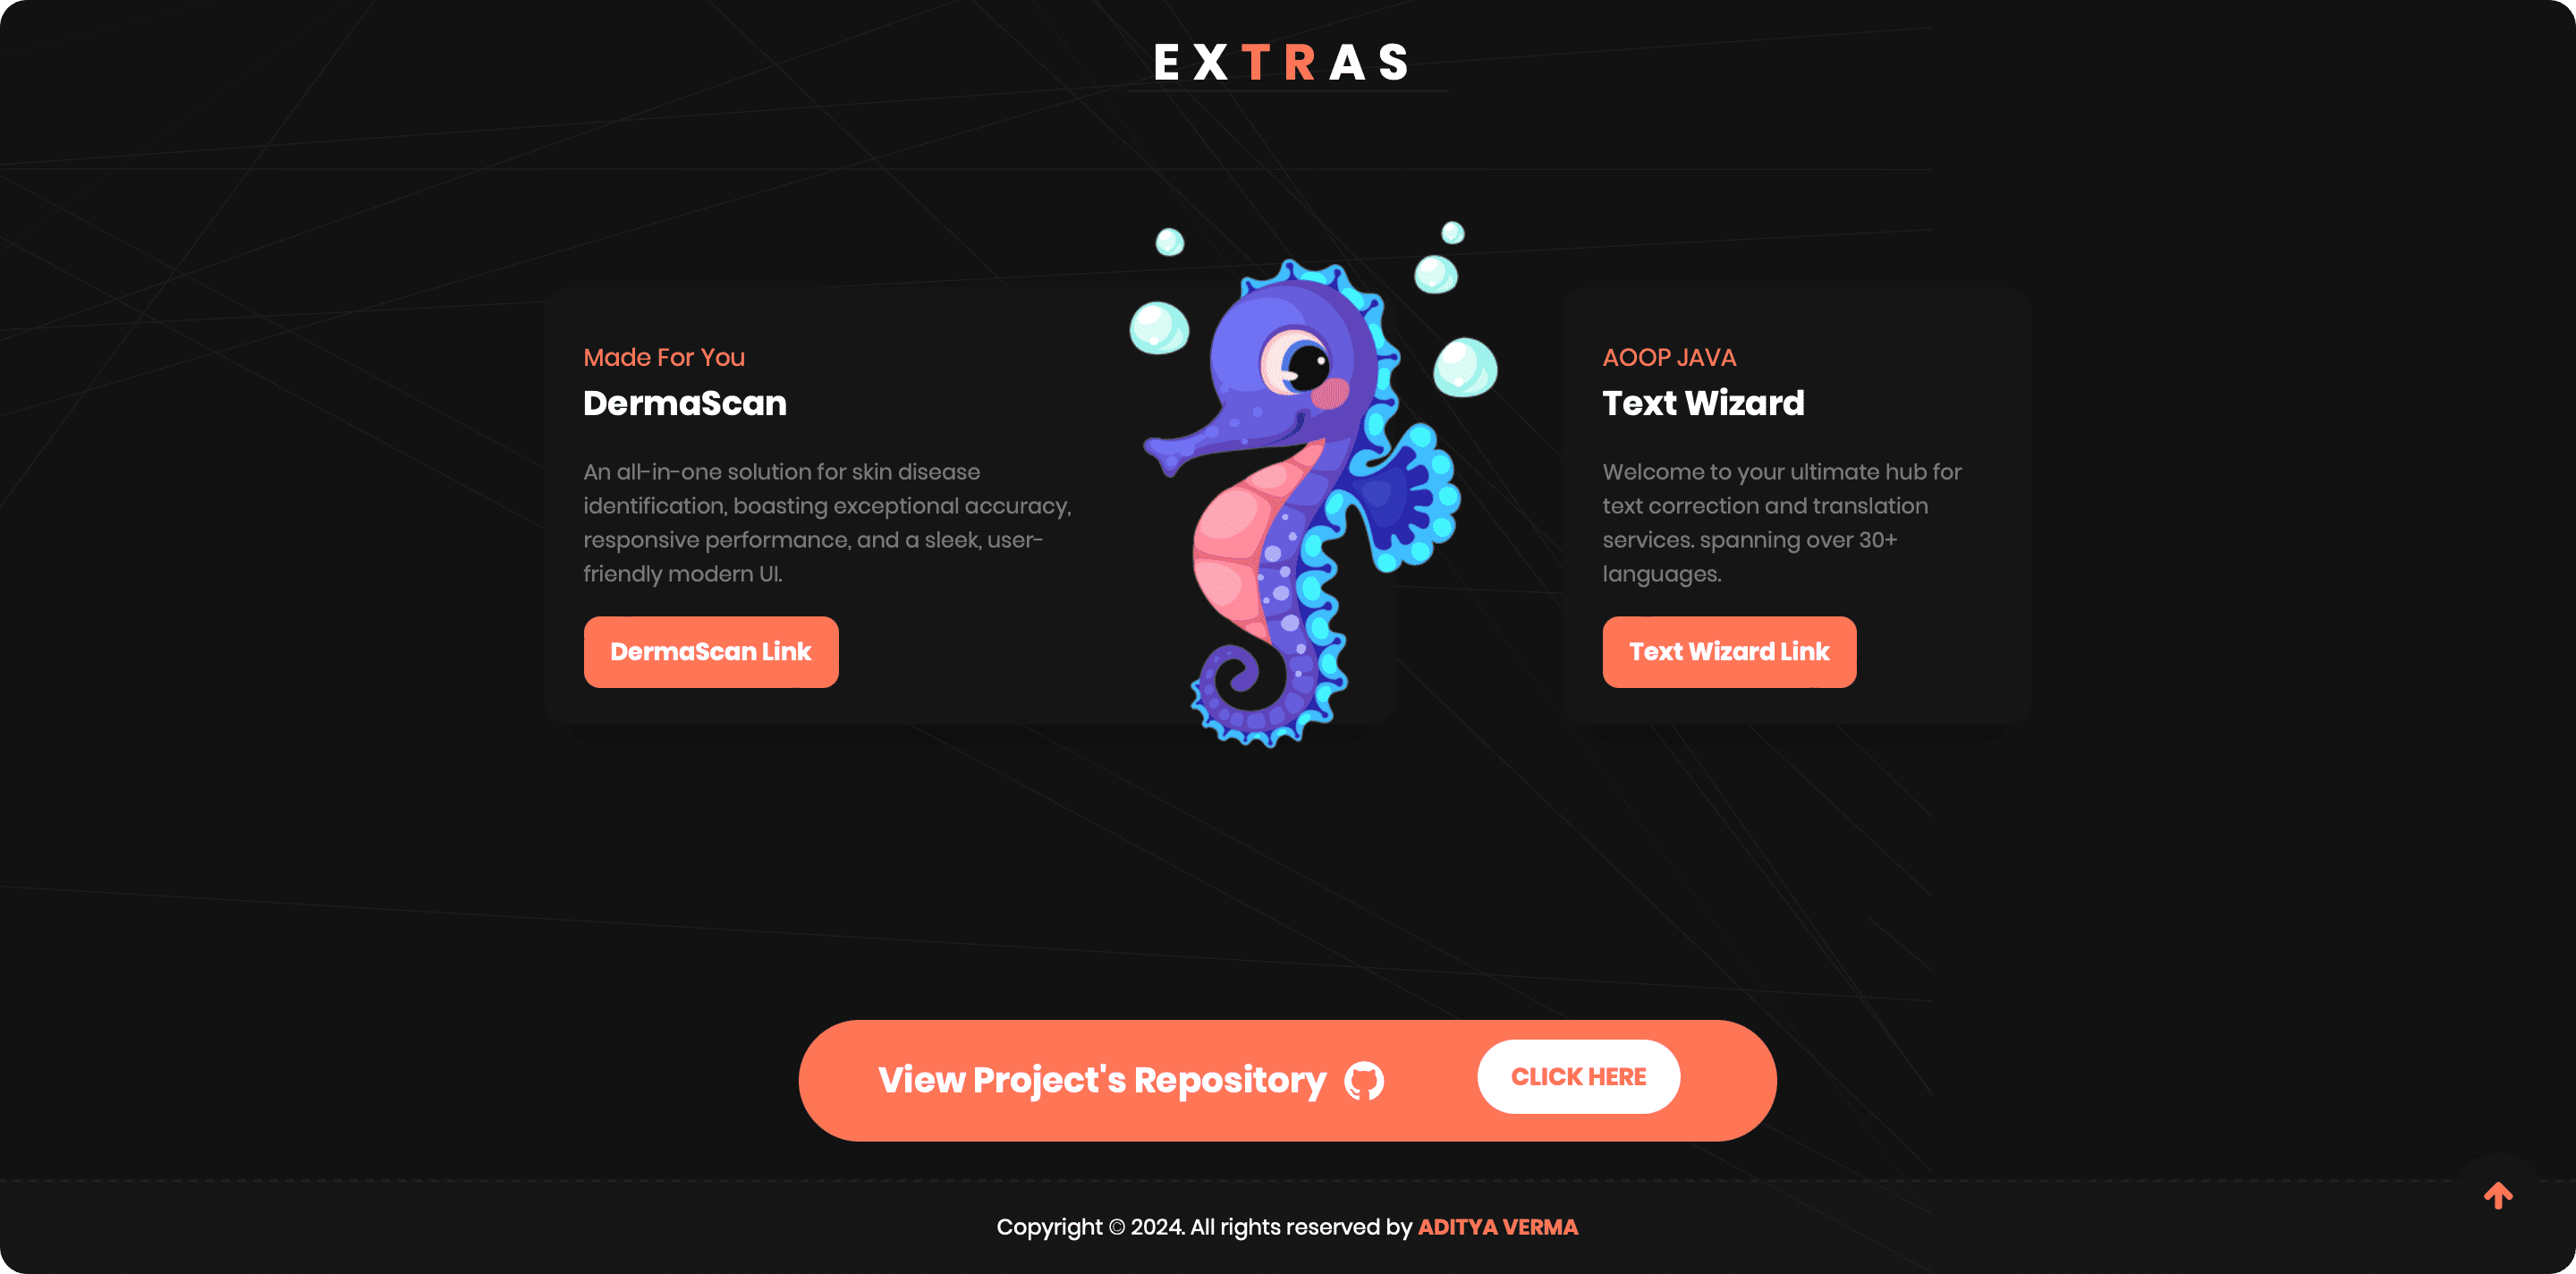 EXTRAS
Made For You
DermaScan
An all-in-one solution for skin disease
identification, boasting exceptional accuracy,
responsive performance, and a sleek, user-
friendly modern UI.
DermaScan Link
AOOP JAVA
Text Wizard
Welcome to your ultimate hub for
text correction and translation
services. spanning over 30+
languages.
Text Wizard Link
View Project's Repository
CLICK HERE
Copyright © 2024. All rights reserved by ADITYA VERMA